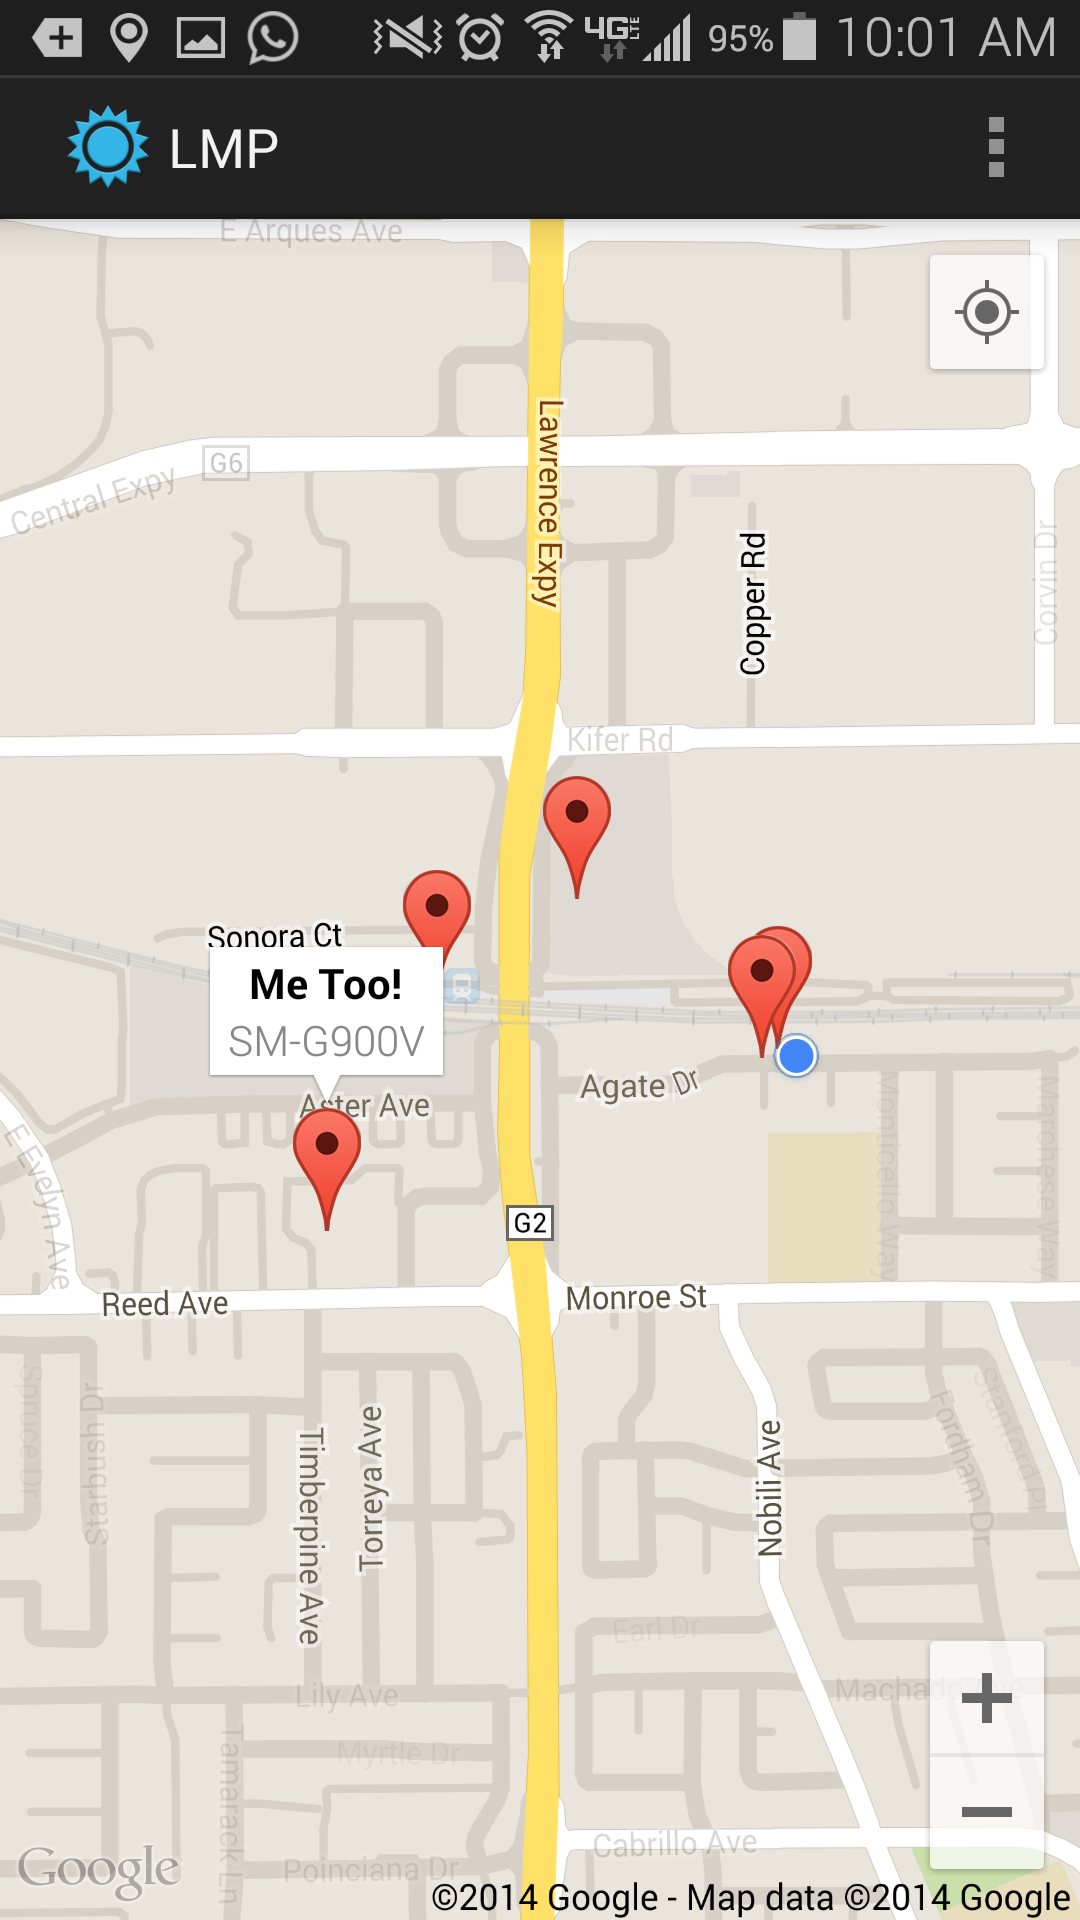 95% 10:01 AM
4G LTE
LMP
E Arques Ave
G6
Central Expy
Lawrence Expy
Copper Rd
Corvin Dr
Kifer Rd
Sonora Ct
Me Too!
SM-G900V
Aster Ave
Agate Dr
E Evelyn Ave
Monticello Way
Marchese Way
G2
Reed Ave
Monroe St
Spruce Dr
Starbush Dr
Timberpine Ave
Torreya Ave
Nobili Ave
Fordham Dr
Stanford Pl
Earl Dr
Lily Ave
Machado Ave
Myrtle Dr
Tamarack Ln
Cabrillo Ave
Poinciana Dr
Google
©2014 Google - Map data ©2014 Google